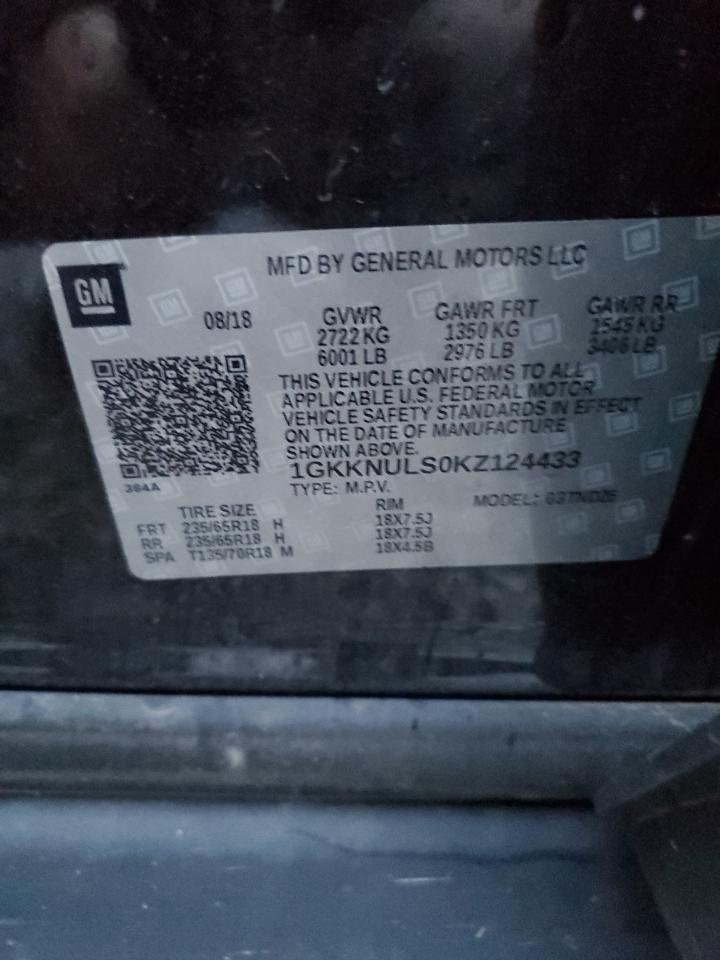 GM
MFD BY GENERAL MOTORS LLC
08/18
GVWR GAWR FRT GAWR RR
2722 KG 1350 KG 1545 KG
6001 LB 2976 LB 3406 LB
THIS VEHICLE CONFORMS TO ALL
APPLICABLE U.S. FEDERAL MOTOR
VEHICLE SAFETY STANDARDS IN EFFECT
ON THE DATE OF MANUFACTURE
SHOWN ABOVE.
1GKKNULS0KZ124433
384A
TYPE: M.P.V. MODEL:
TIRE SIZE RIM
FRT 235/65R18 H 18X7.5J
RR 235/65R18 H 18X7.5J
SPA T135/70R18 M 18X4.5B